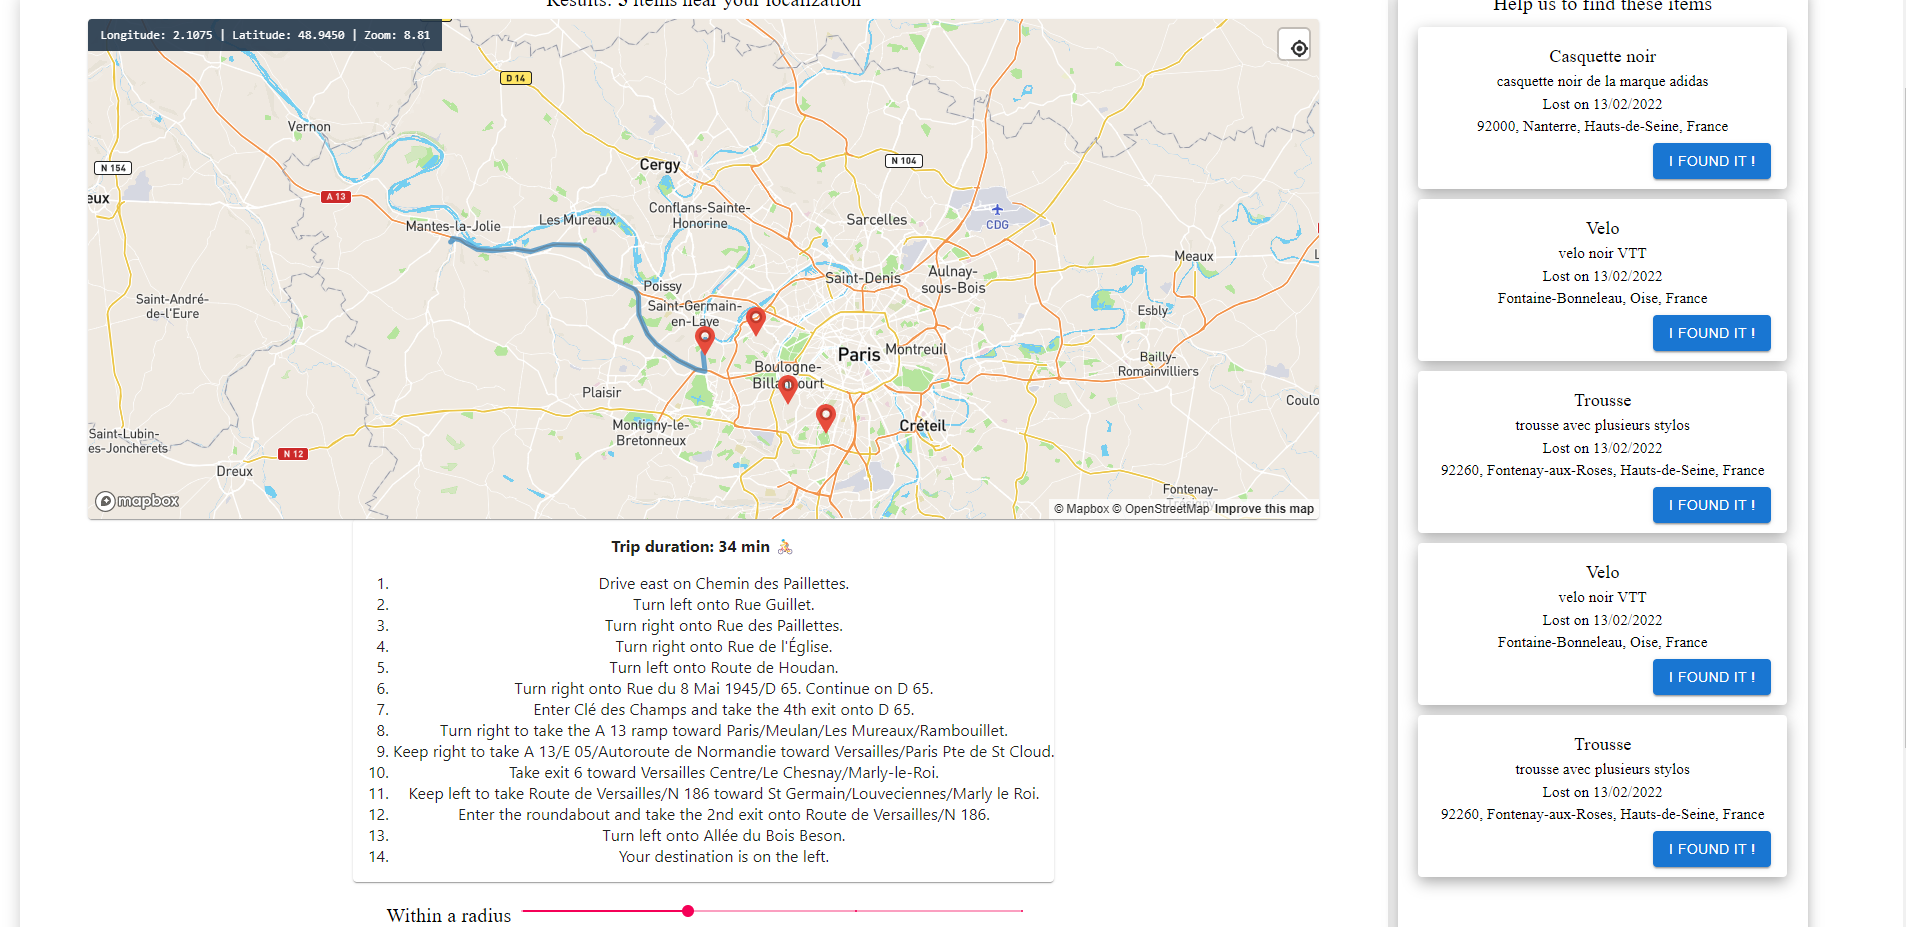 Results: 5 items near your localization
Longitude: 2.1075 | Latitude: 48.9450 | Zoom: 8.81
D 14
Vernon
N 154
Cergy
N 104
A 13
eux
Conflans-Sainte-
Honorine
Mantes-la-Jolie
Les Mureaux
Sarcelles
CDG
Meaux
Saint-Denis
Aulnay-
sous-Bois
Poissy
Saint-André-
de-l'Eure
Saint-Germain-
en-Laye
Esbly
Paris
Montreuil
Bailly-
Romainvilliers
Boulogne-
Billancourt
Plaisir
Coulo
Montigny-le-
Bretonneux
Créteil
Saint-Lubin-
es-Joncherets
N 12
Dreux
Fontenay-
Trésigny
mapbox
© Mapbox © OpenStreetMap Improve this map
Trip duration: 34 min 🚴
1. Drive east on Chemin des Paillettes.
2. Turn left onto Rue Guillet.
3. Turn right onto Rue des Paillettes.
4. Turn right onto Rue de l'Église.
5. Turn left onto Route de Houdan.
6. Turn right onto Rue du 8 Mai 1945/D 65. Continue on D 65.
7. Enter Clé des Champs and take the 4th exit onto D 65.
8. Turn right to take the A 13 ramp toward Paris/Meulan/Les Mureaux/Rambouillet.
9. Keep right to take A 13/E 05/Autoroute de Normandie toward Versailles/Paris Pte de St Cloud.
10. Take exit 6 toward Versailles Centre/Le Chesnay/Marly-le-Roi.
11. Keep left to take Route de Versailles/N 186 toward St Germain/Louveciennes/Marly le Roi.
12. Enter the roundabout and take the 2nd exit onto Route de Versailles/N 186.
13. Turn left onto Allée du Bois Beson.
14. Your destination is on the left.
Within a radius
Help us to find these items
Casquette noir
casquette noir de la marque adidas
Lost on 13/02/2022
92000, Nanterre, Hauts-de-Seine, France
I FOUND IT !
Velo
velo noir VTT
Lost on 13/02/2022
Fontaine-Bonneleau, Oise, France
I FOUND IT !
Trousse
trousse avec plusieurs stylos
Lost on 13/02/2022
92260, Fontenay-aux-Roses, Hauts-de-Seine, France
I FOUND IT !
Velo
velo noir VTT
Lost on 13/02/2022
Fontaine-Bonneleau, Oise, France
I FOUND IT !
Trousse
trousse avec plusieurs stylos
Lost on 13/02/2022
92260, Fontenay-aux-Roses, Hauts-de-Seine, France
I FOUND IT !